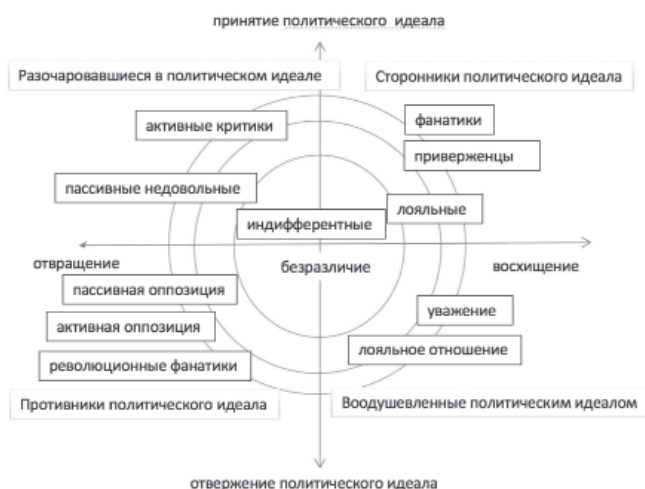 принятие политического идеала
Разочаровавшиеся в политическом идеале
Сторонники политического идеала
активные критики
фанатики
приверженцы
пассивные недовольные
лояльные
индифферентные
отвращение
безразличие
восхищение
пассивная оппозиция
уважение
активная оппозиция
лояльное отношение
революционные фанатики
Противники политического идеала
Воодушевленные политическим идеалом
отвержение политического идеала